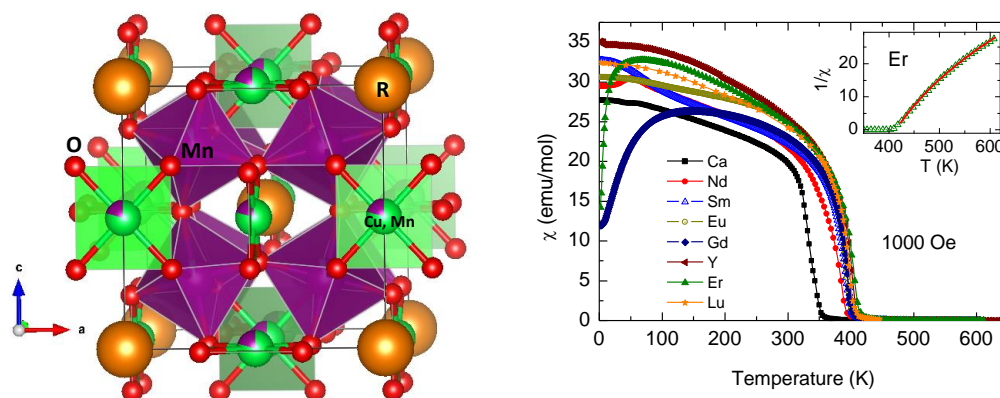 R
O
Mn
Cu, Mn
c
a
35
30
25
20
15
10
5
0
χ (emu/mol)
0 100 200 300 400 500 600
Temperature (K)
Ca
Nd
Sm
Eu
Gd
Y
Er
Lu
1000 Oe
Er
1/χ
20
10
0
400 500 600
T (K)